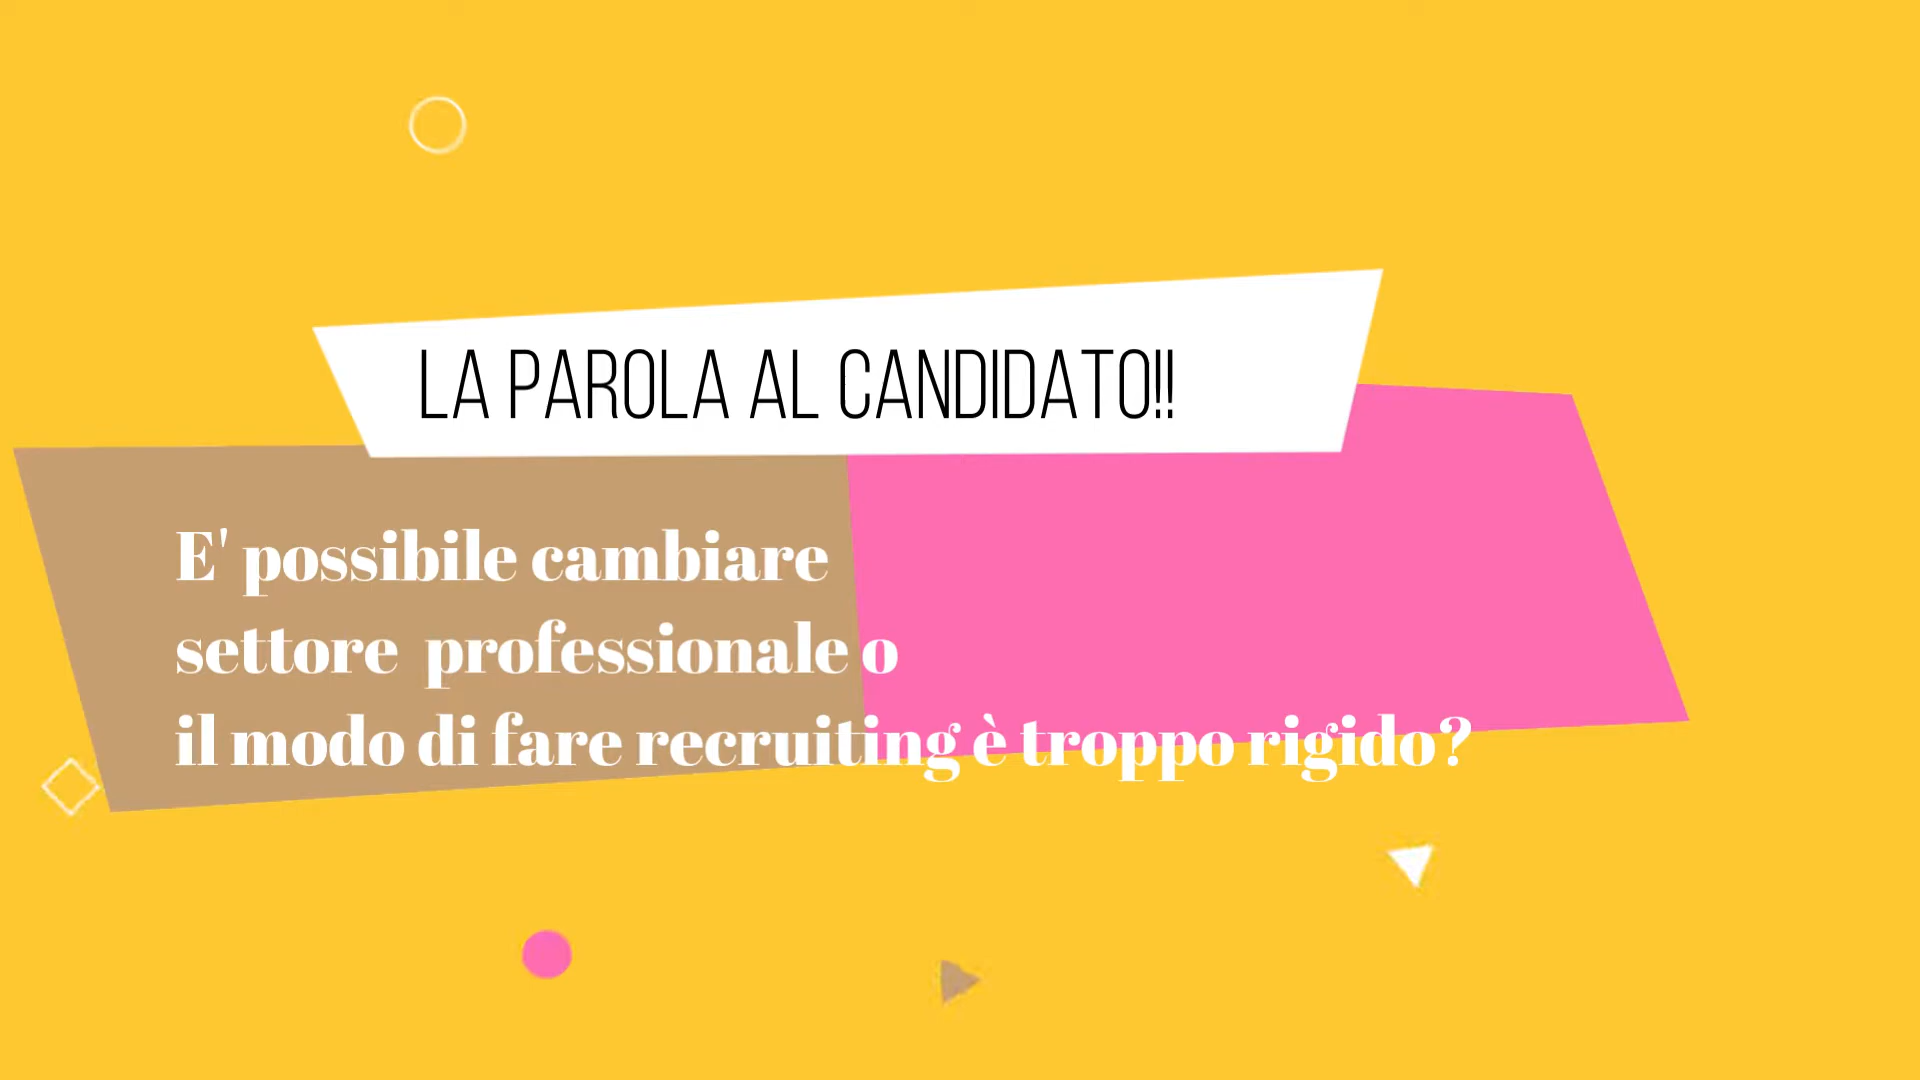 LA PAROLA AL CANDIDATO!!
E' possibile cambiare
settore professionale o
il modo di fare recruiting è troppo rigido?